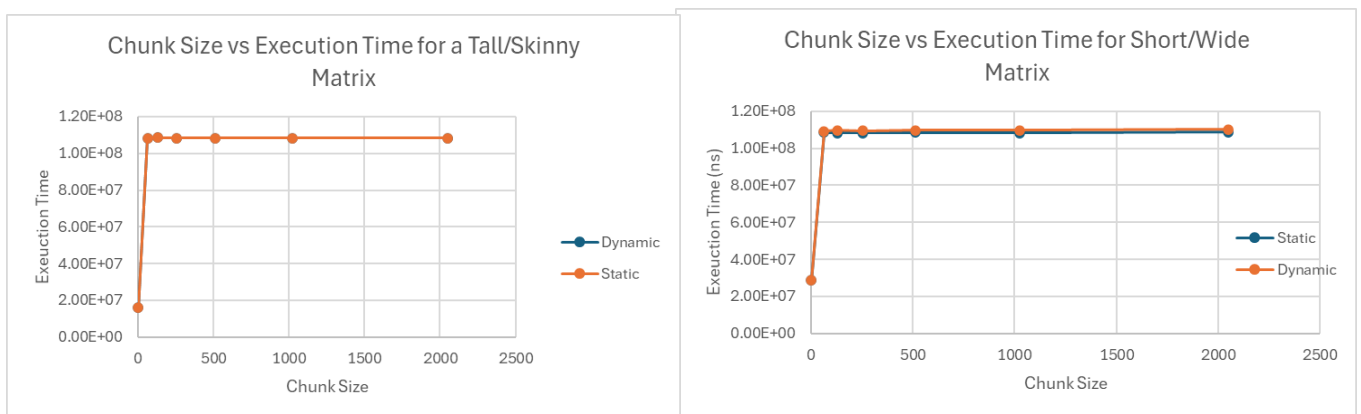 Chunk Size vs Execution Time for a Tall/Skinny
Matrix
1.20E+08
1.00E+08
8.00E+07
6.00E+07
4.00E+07
2.00E+07
0.00E+00
Exeuction Time
0
500
1000
1500
2000
2500
Chunk Size
Dynamic
Static
Chunk Size vs Execution Time for Short/Wide
Matrix
1.20E+08
1.00E+08
8.00E+07
6.00E+07
4.00E+07
2.00E+07
0.00E+00
Exeuction Time (ns)
0
500
1000
1500
2000
2500
Chunk Size
Static
Dynamic